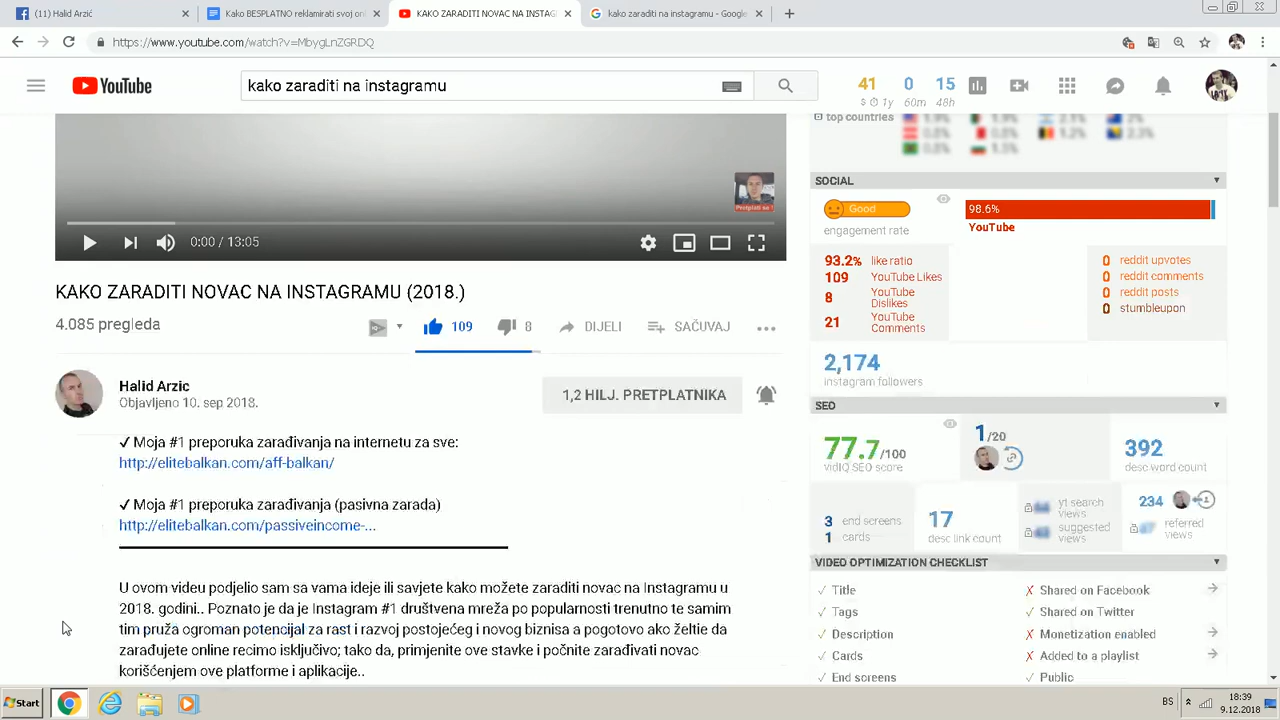 (11) Halid Arzić
Kako BESPLATNO reklamirati svoj onl
KAKO ZARADITI NOVAC NA INSTAG
kako zaraditi na instagramu - Google
https://www.youtube.com/watch?v=MbygLnZGRDQ
YouTube
kako zaraditi na instagramu
41 0 15
$ 1y 60m 48h
top countries
SOCIAL
Good
engagement rate
98.6%
YouTube
0:00 / 13:05
Pretplati se
93.2% like ratio
109 YouTube Likes
8 YouTube Dislikes
21 YouTube Comments
0 reddit upvotes
0 reddit comments
0 reddit posts
0 stumbleupon
KAKO ZARADITI NOVAC NA INSTAGRAMU (2018.)
4.085 pregleda
109 8 DIJELI SAČUVAJ
2,174
instagram followers
Halid Arzic
Objavljeno 10. sep 2018.
1,2 HILJ. PRETPLATNIKA
SEO
77.7/100
vidIQ SEO score
1/20
392
desc word count
✓ Moja #1 preporuka zarađivanja na internetu za sve:
http://elitebalkan.com/aff-balkan/
✓ Moja #1 preporuka zarađivanja (pasivna zarada)
http://elitebalkan.com/passiveincome-...
3 end screens
1 cards
17
desc link count
yt search views
suggested views
234
referred views
U ovom videu podjelio sam sa vama ideje ili savjete kako možete zaraditi novac na Instagramu u
2018. godini.. Poznato je da je Instagram #1 društvena mreža po popularnosti trenutno te samim
tim pruža ogroman potencijal za rast i razvoj postojećeg i novog biznisa a pogotovo ako želtie da
zarađujete online recimo isključivo; tako da, primjenite ove stavke i počnite zarađivati novac
korišćenjem ove platforme i aplikacije..
VIDEO OPTIMIZATION CHECKLIST
✓ Title
✓ Tags
✓ Description
✓ Cards
✓ End screens
✗ Shared on Facebook
✓ Shared on Twitter
✗ Monetization enabled
✗ Added to a playlist
✗ Public
Start
BS
18:39
9.12.2018